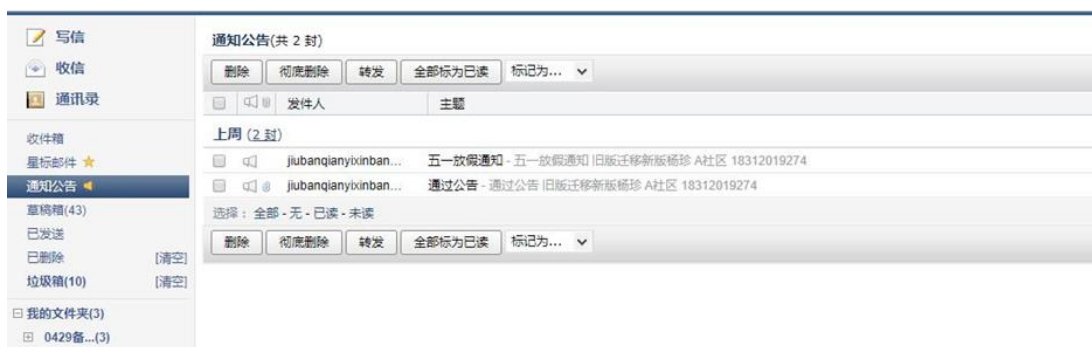 写信
收信
通讯录
收件箱
星标邮件
通知公告
草稿箱(43)
已发送
已删除 [清空]
垃圾箱(10) [清空]
我的文件夹(3)
0429备...(3)
通知公告(共 2 封)
删除 彻底删除 转发 全部标为已读 标记为...
发件人 主题
上周 (2 封)
jiubanqianyixinban... 五一放假通知 - 五一放假通知 旧版迁移新版杨珍 A社区 18312019274
jiubanqianyixinban... 通过公告 - 通过公告 旧版迁移新版杨珍 A社区 18312019274
选择：全部 - 无 - 已读 - 未读
删除 彻底删除 转发 全部标为已读 标记为...